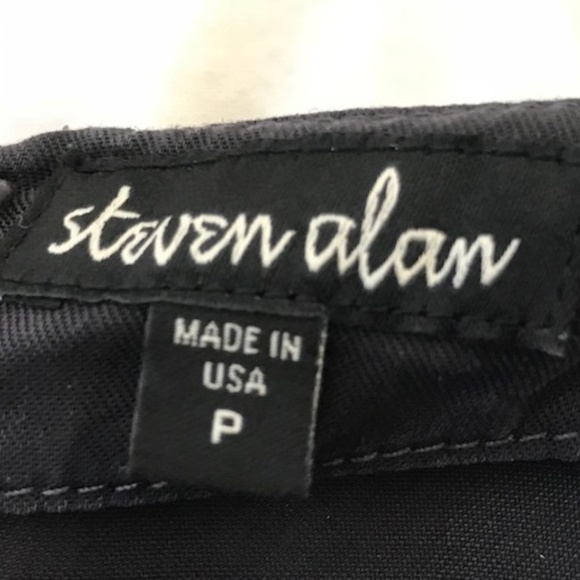 steven alan
MADE IN
USA
P